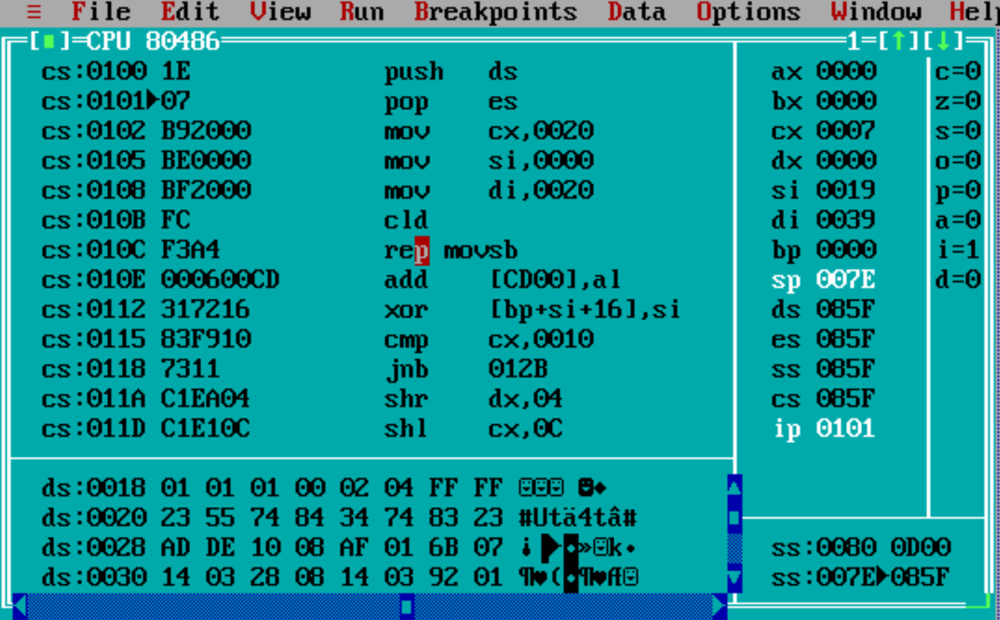 ≡ File Edit View Run Breakpoints Data Options Window Hel
[■]=CPU 80486 1=[↑][↓]
cs:0100 1E push ds ax 0000 c=0
cs:0101►07 pop es bx 0000 z=0
cs:0102 B92000 mov cx,0020 cx 0007 s=0
cs:0105 BE0000 mov si,0000 dx 0000 o=0
cs:0108 BF2000 mov di,0020 si 0019 p=0
cs:010B FC cld di 0039 a=0
cs:010C F3A4 rep movsb bp 0000 i=1
cs:010E 000600CD add [CD00],al sp 007E d=0
cs:0112 317216 xor [bp+si+16],si ds 085F
cs:0115 83F910 cmp cx,0010 es 085F
cs:0118 7311 jnb 012B ss 085F
cs:011A C1EA04 shr dx,04 cs 085F
cs:011D C1E10C shl cx,0C ip 0101
ds:0018 01 01 01 00 02 04 FF FF ☺☺☺ ☻♦
ds:0020 23 55 74 84 34 74 83 23 #Utä4tâ#
ds:0028 AD DE 10 08 AF 01 6B 07 ¡▐►◘»☺k• ss:0080 0D00
ds:0030 14 03 28 08 14 03 92 01 ¶♥(◘¶♥Æ☺ ss:007E►085F